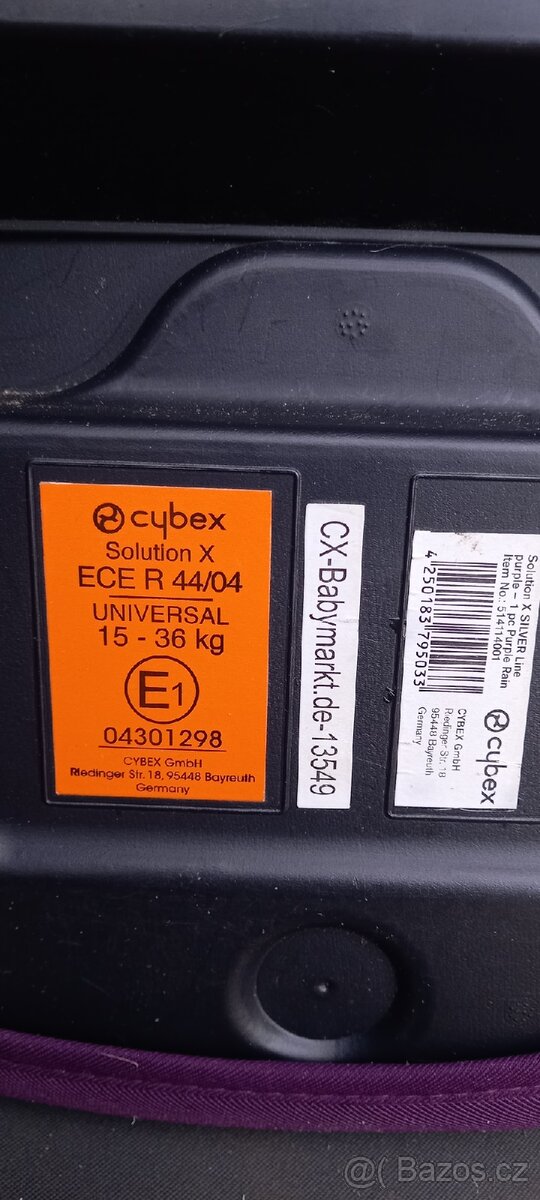 cybex
Solution X
ECE R 44/04
UNIVERSAL
15 - 36 kg
E1
04301298
CYBEX GmbH
Riedinger Str. 18, 95448 Bayreuth
Germany
CX-Babymarkt.de-13549
Solution X SILVER Line
purple – 1 pc Purple Rain
Item No.: 514114001
4 250183 795033
CYBEX GmbH
Riedinger Str. 18
95448 Bayreuth
Germany
cybex
@( Bazos.cz